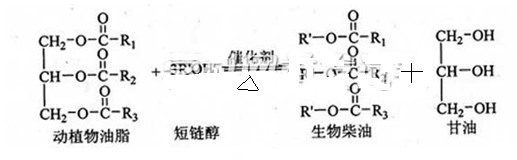 CH₂—O—C—R₁ O
CH—O—C—R₂ O
CH₂—O—C—R₃ O
动植物油脂
+
短链醇
催化剂
△
R'—O—C—R₁ O
R'—O—C—R₃ O
生物柴油
+
CH₂—OH
CH—OH
CH₂—OH
甘油